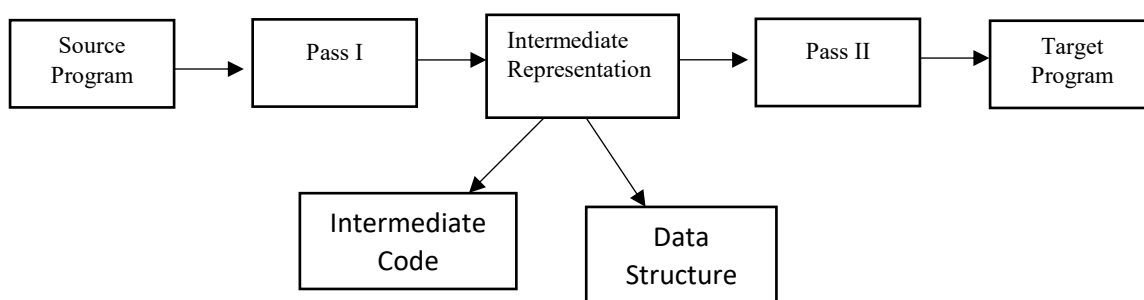 Source
Program
Pass I
Intermediate
Representation
Pass II
Target
Program
Intermediate
Code
Data
Structure